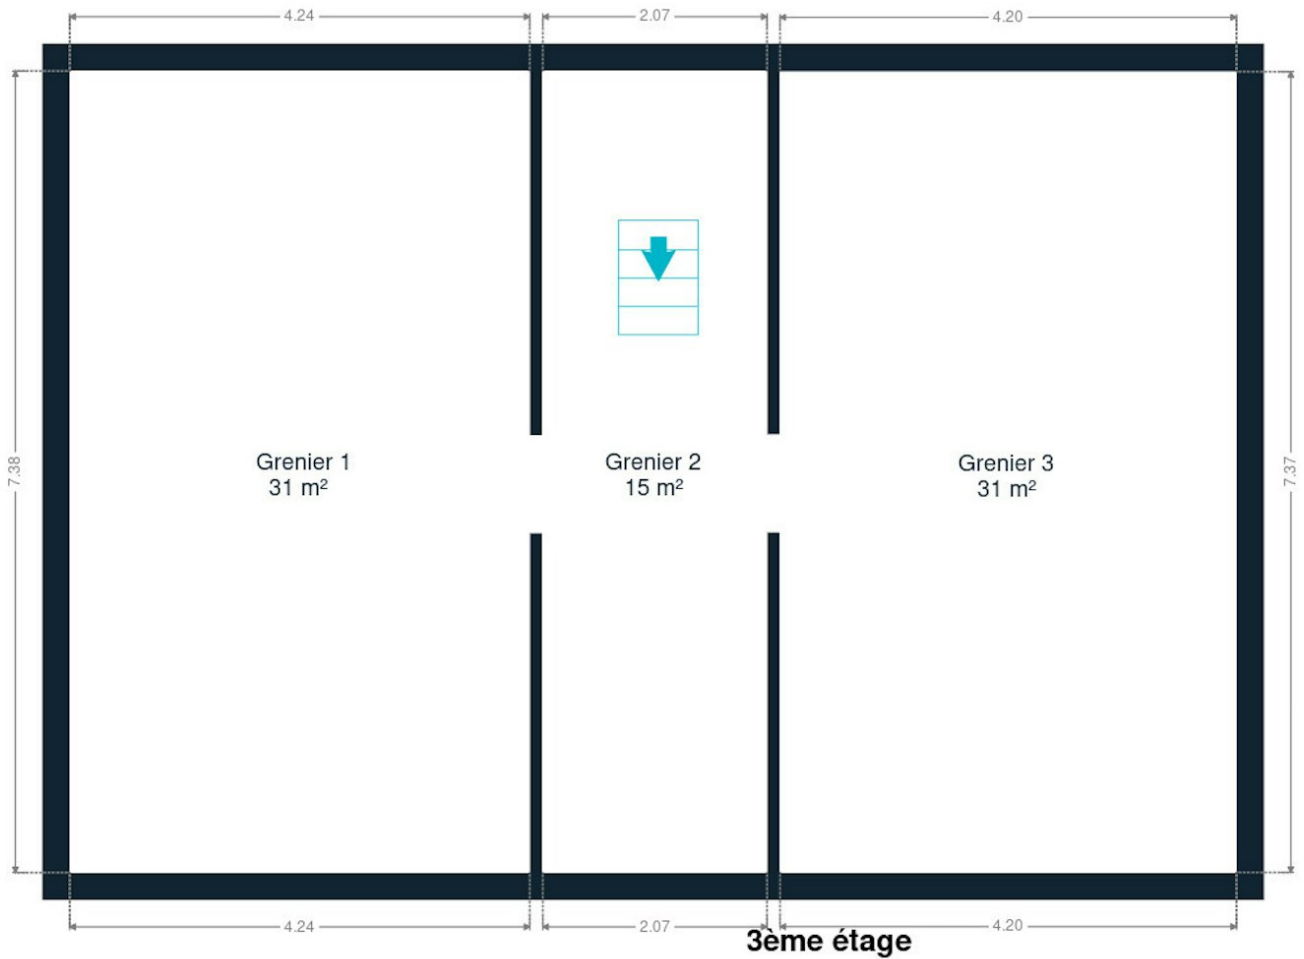 4.24
2.07
4.20
7.38
7.37
Grenier 1
31 m²
Grenier 2
15 m²
Grenier 3
31 m²
4.24
2.07
4.20
3ème étage